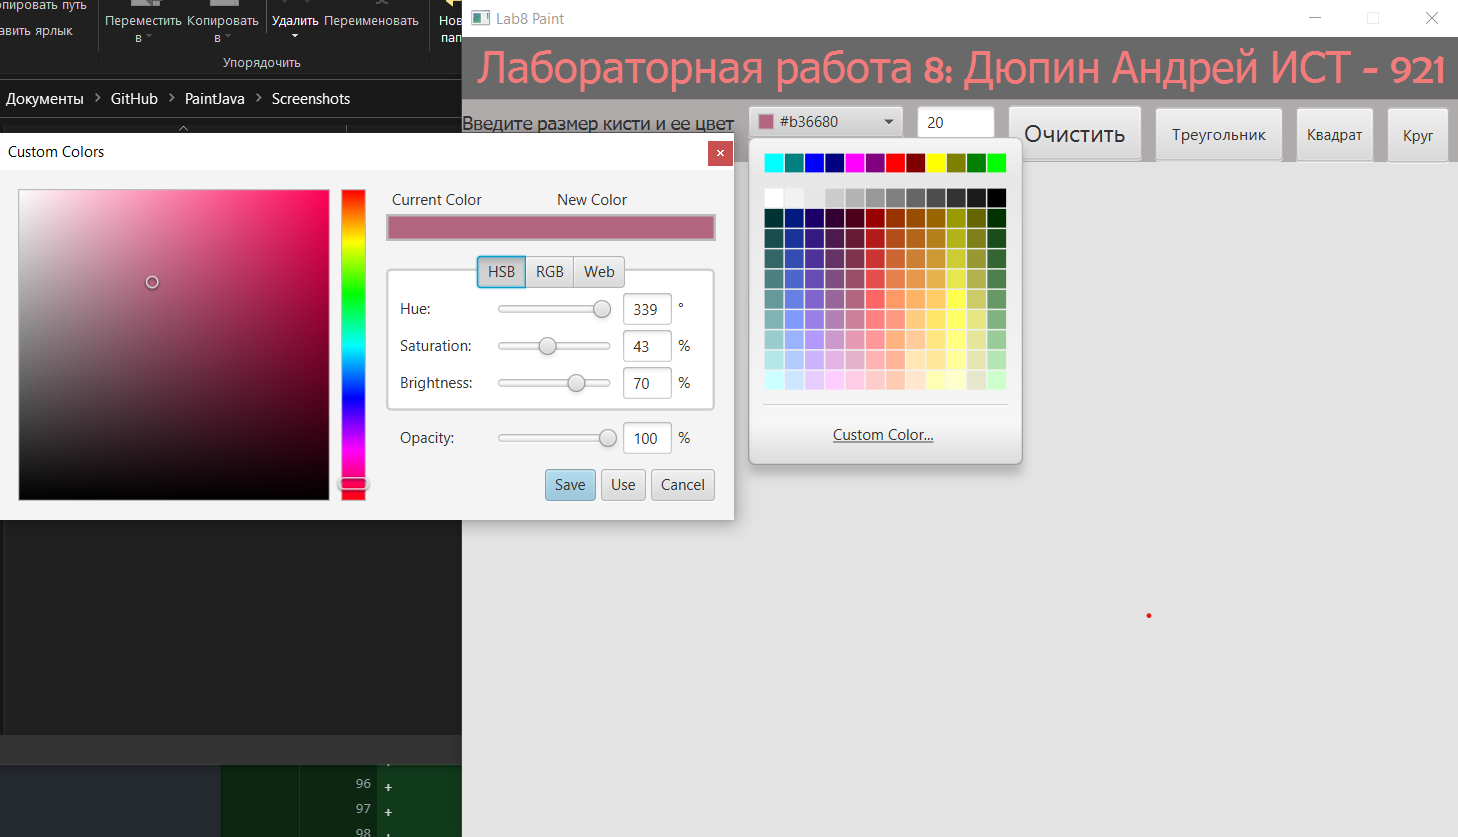 опировать путь
авить ярлык
Переместить в
Копировать в
Удалить
Переименовать
Нов
пап
Упорядочить
Документы
GitHub
PaintJava
Screenshots
Lab8 Paint
Лабораторная работа 8: Дюпин Андрей ИСТ - 921
Введите размер кисти и ее цвет
#b36680
20
Очистить
Треугольник
Квадрат
Круг
Custom Color...
Custom Colors
Current Color
New Color
HSB
RGB
Web
Hue:
339
°
Saturation:
43
%
Brightness:
70
%
Opacity:
100
%
Save
Use
Cancel
96 +
97 +
98